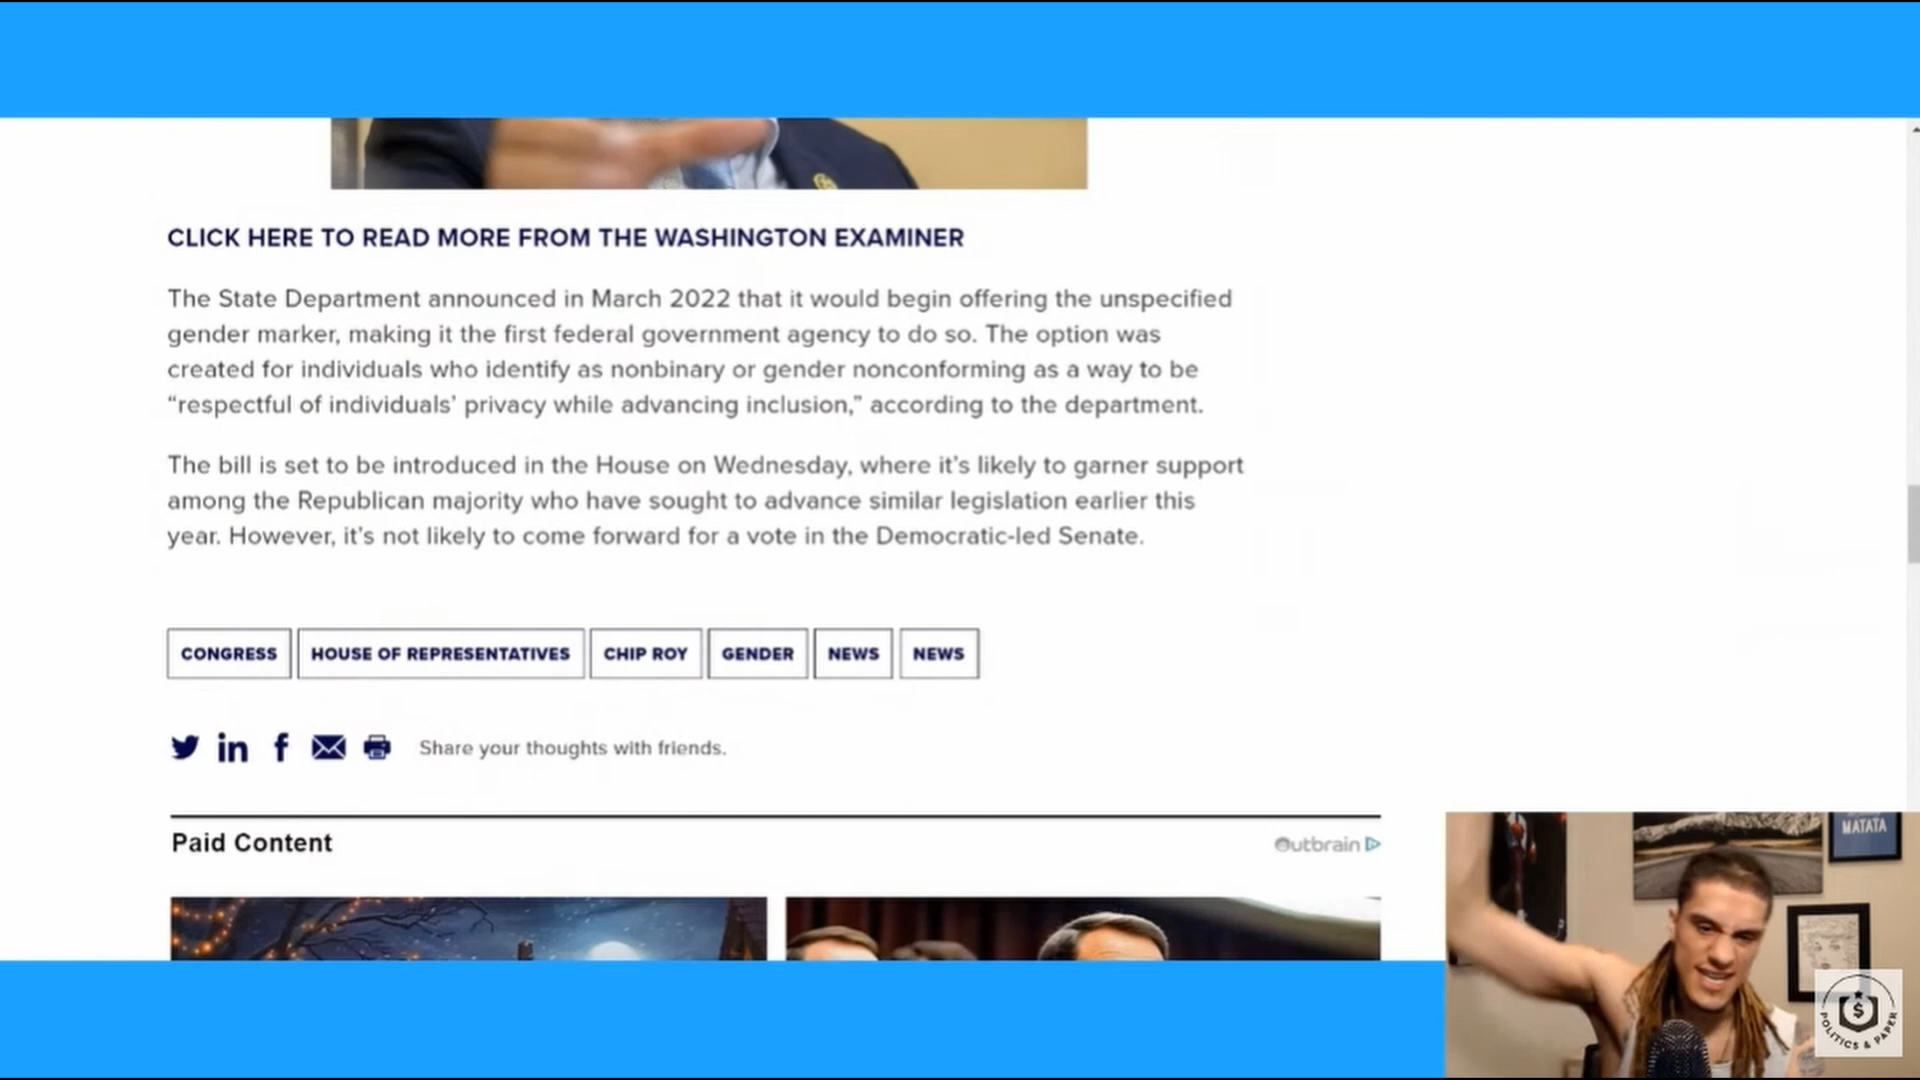 CLICK HERE TO READ MORE FROM THE WASHINGTON EXAMINER
The State Department announced in March 2022 that it would begin offering the unspecified
gender marker, making it the first federal government agency to do so. The option was
created for individuals who identify as nonbinary or gender nonconforming as a way to be
“respectful of individuals’ privacy while advancing inclusion,” according to the department.
The bill is set to be introduced in the House on Wednesday, where it’s likely to garner support
among the Republican majority who have sought to advance similar legislation earlier this
year. However, it’s not likely to come forward for a vote in the Democratic-led Senate.
CONGRESS HOUSE OF REPRESENTATIVES CHIP ROY GENDER NEWS NEWS
Share your thoughts with friends.
Paid Content
Outbrain
MATATA
POLITICS & PAPER